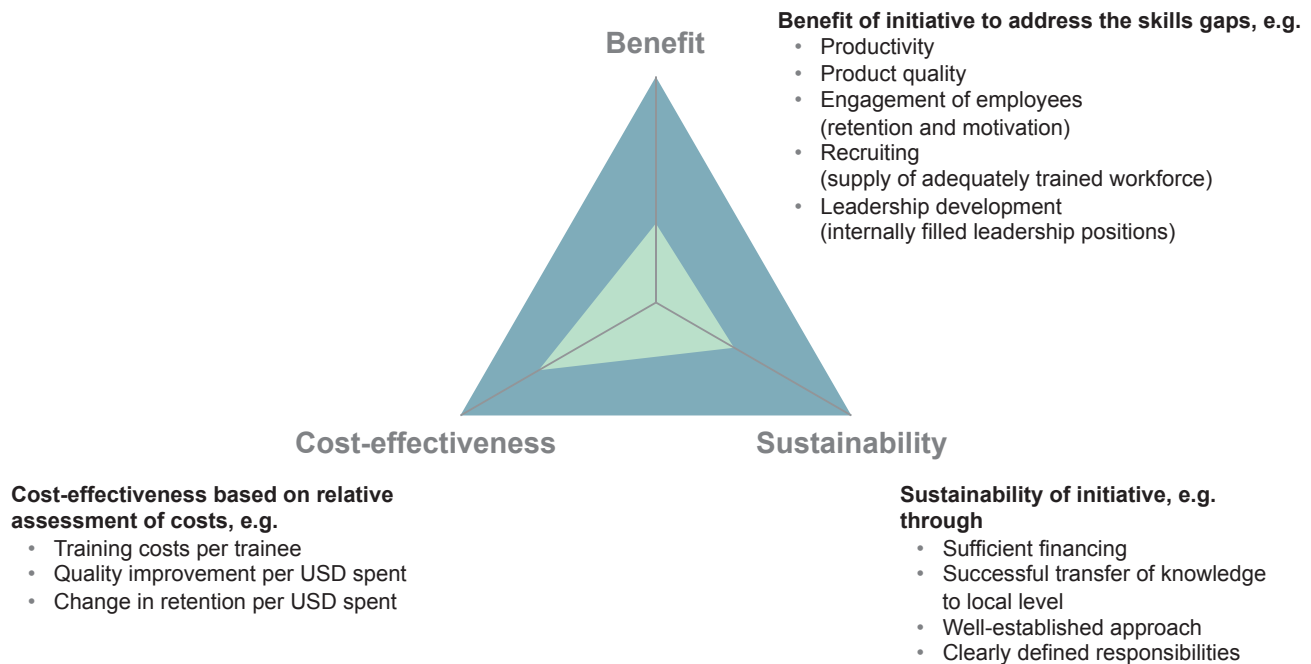 Benefit
Benefit of initiative to address the skills gaps, e.g.
• Productivity
• Product quality
• Engagement of employees
(retention and motivation)
• Recruiting
(supply of adequately trained workforce)
• Leadership development
(internally filled leadership positions)
Cost-effectiveness
Sustainability
Cost-effectiveness based on relative
assessment of costs, e.g.
• Training costs per trainee
• Quality improvement per USD spent
• Change in retention per USD spent
Sustainability of initiative, e.g.
through
• Sufficient financing
• Successful transfer of knowledge
to local level
• Well-established approach
• Clearly defined responsibilities